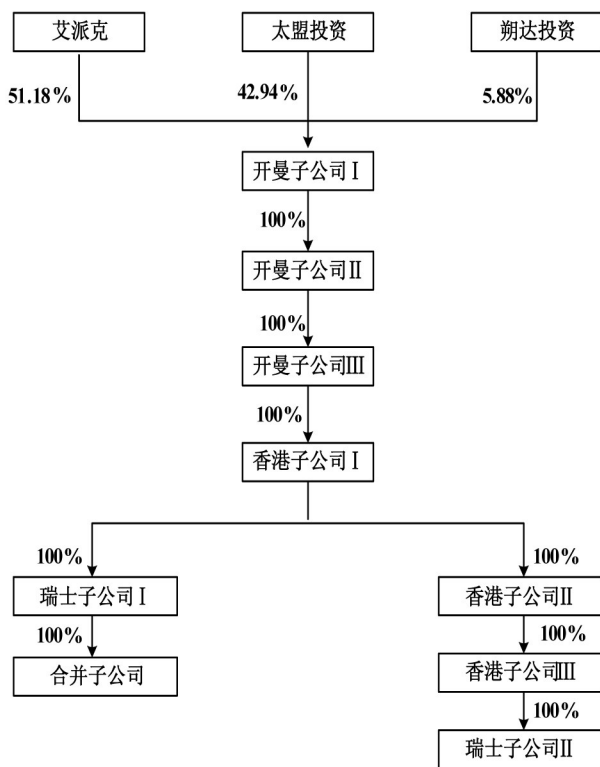 艾派克
太盟投资
朔达投资
51.18%
42.94%
5.88%
开曼子公司Ⅰ
100%
开曼子公司Ⅱ
100%
开曼子公司Ⅲ
100%
香港子公司Ⅰ
100%
100%
瑞士子公司Ⅰ
香港子公司Ⅱ
100%
100%
合并子公司
香港子公司Ⅲ
100%
瑞士子公司Ⅱ